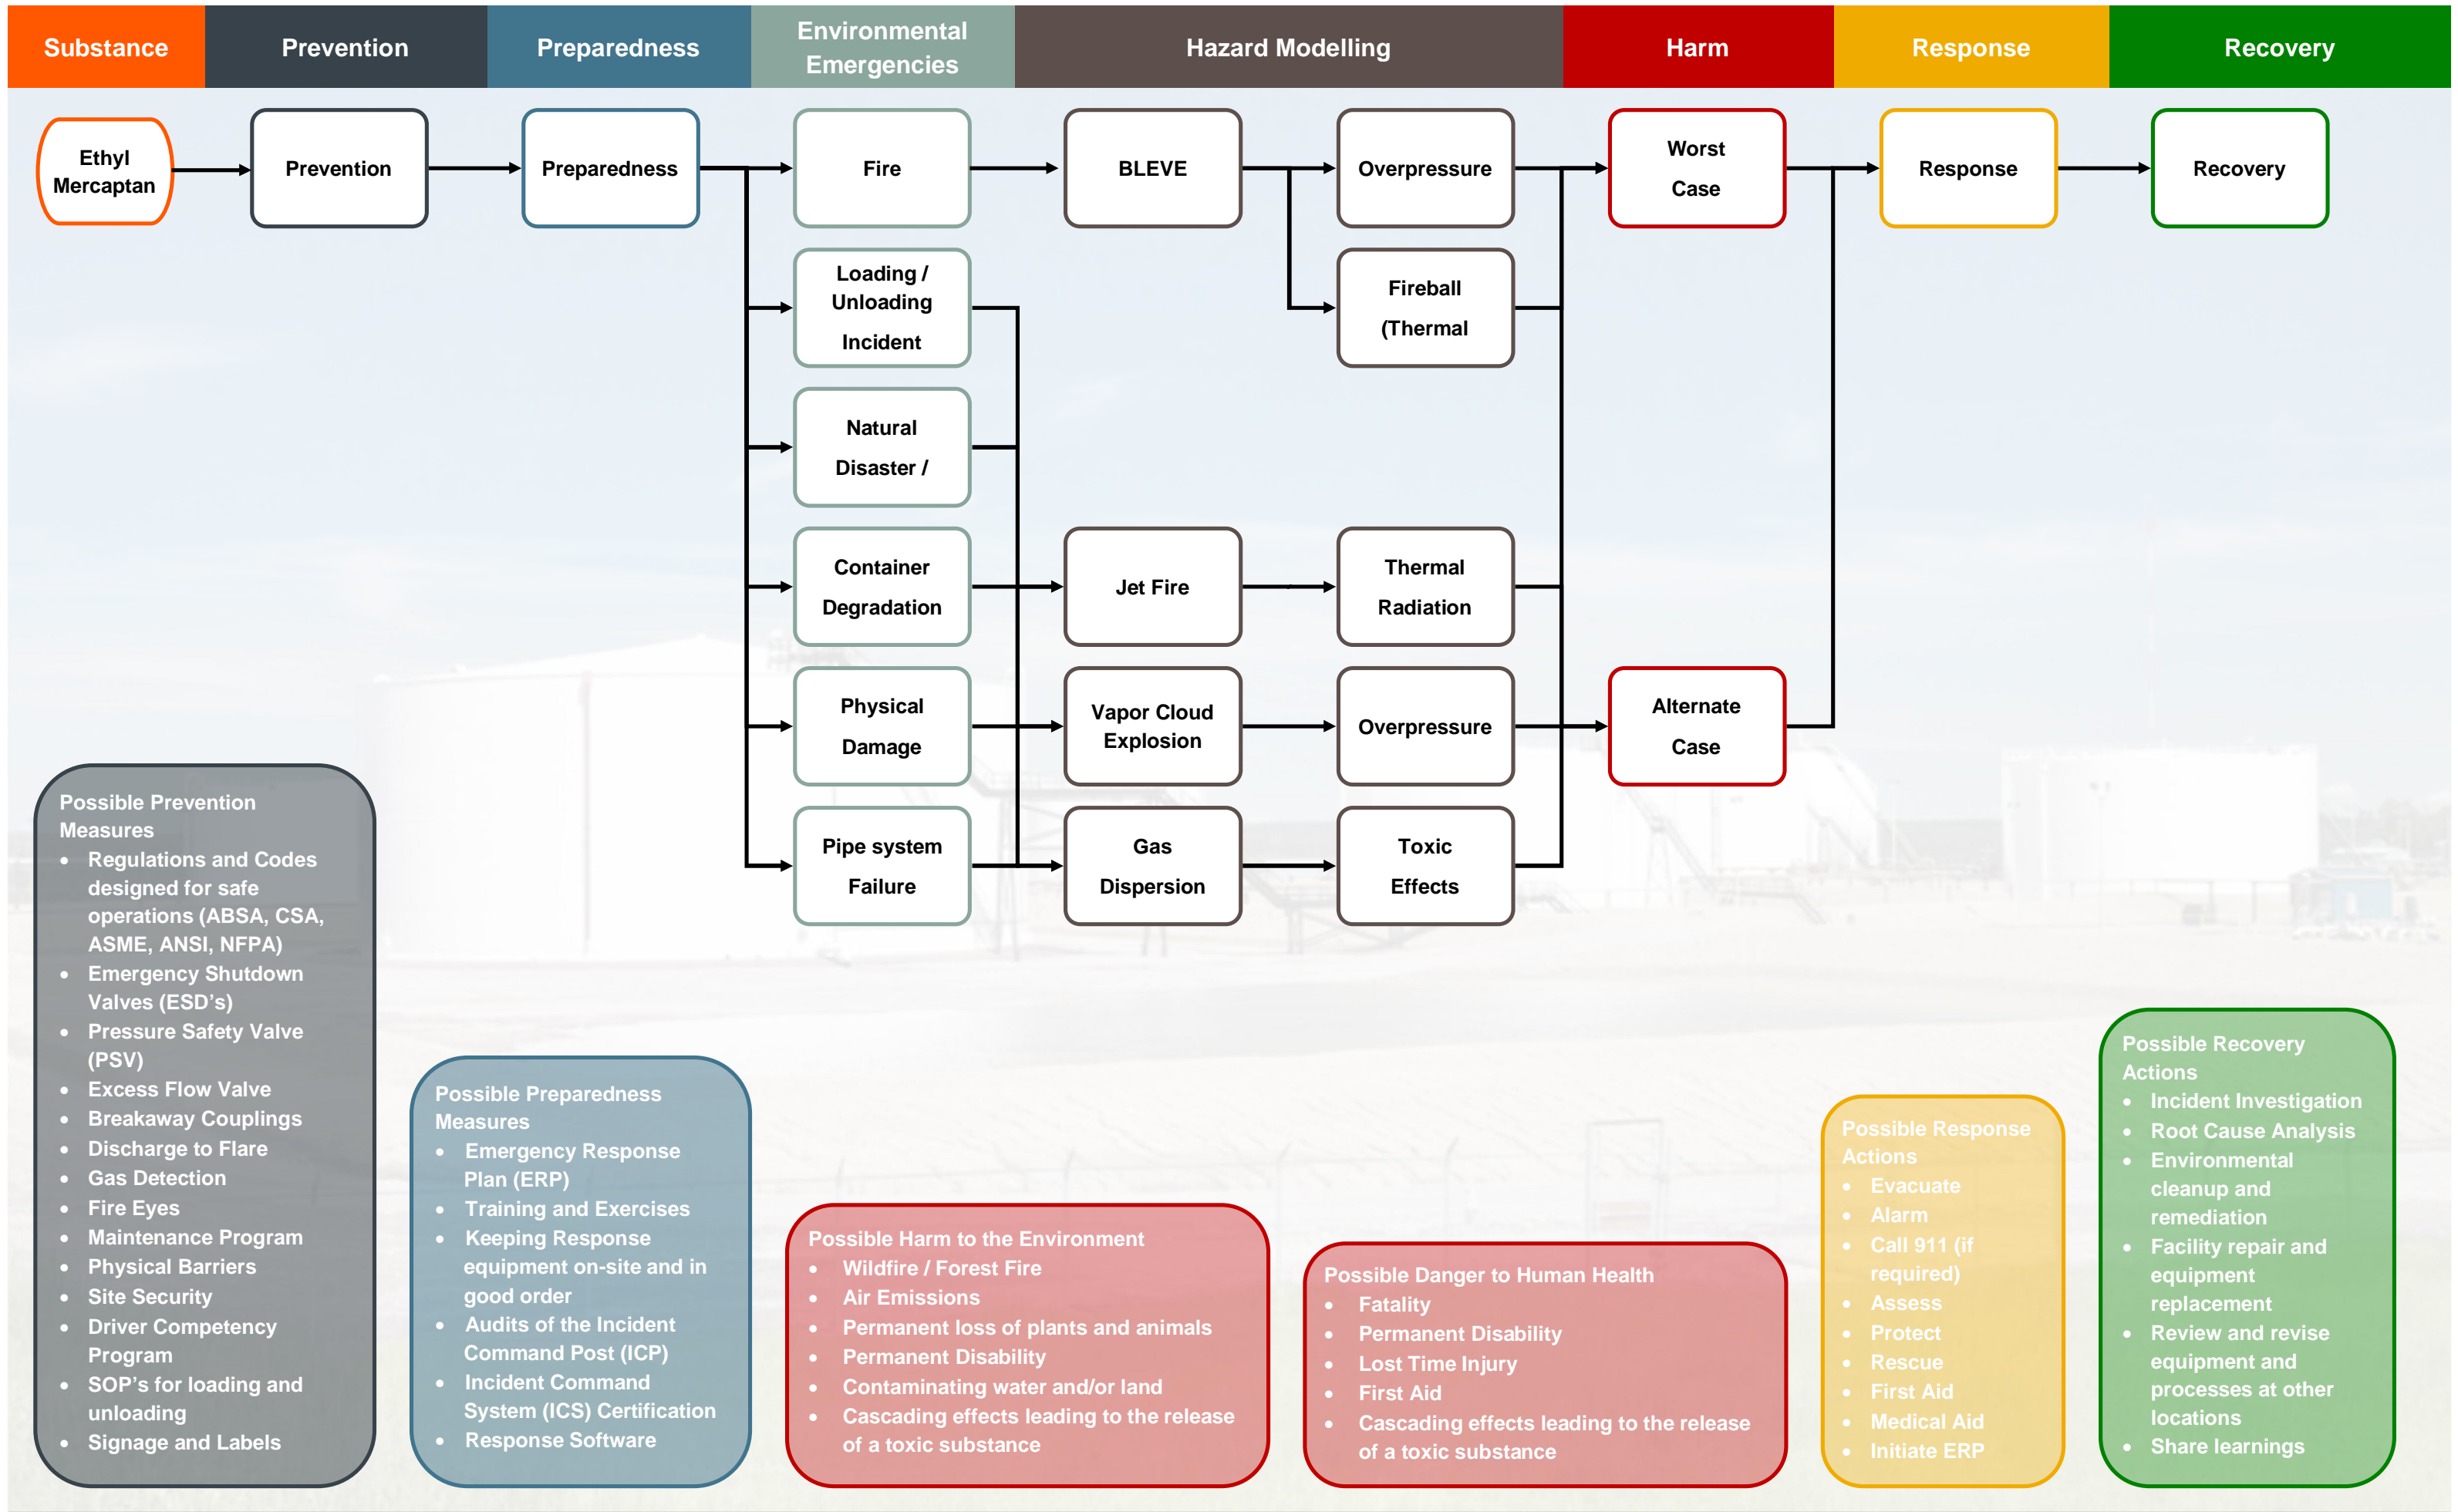 Substance
Prevention
Preparedness
Environmental
Emergencies
Hazard Modelling
Harm
Response
Recovery
Ethyl
Mercaptan
Prevention
Preparedness
Fire
BLEVE
Overpressure
Worst
Case
Response
Recovery
Loading /
Unloading
Incident
Fireball
(Thermal
Natural
Disaster /
Container
Degradation
Jet Fire
Thermal
Radiation
Physical
Damage
Vapor Cloud
Explosion
Overpressure
Alternate
Case
Pipe system
Failure
Gas
Dispersion
Toxic
Effects
Possible Prevention
Measures
• Regulations and Codes
designed for safe
operations (ABSA, CSA,
ASME, ANSI, NFPA)
• Emergency Shutdown
Valves (ESD’s)
• Pressure Safety Valve
(PSV)
• Excess Flow Valve
• Breakaway Couplings
• Discharge to Flare
• Gas Detection
• Fire Eyes
• Maintenance Program
• Physical Barriers
• Site Security
• Driver Competency
Program
• SOP’s for loading and
unloading
• Signage and Labels
Possible Preparedness
Measures
• Emergency Response
Plan (ERP)
• Training and Exercises
• Keeping Response
equipment on-site and in
good order
• Audits of the Incident
Command Post (ICP)
• Incident Command
System (ICS) Certification
• Response Software
Possible Harm to the Environment
• Wildfire / Forest Fire
• Air Emissions
• Permanent loss of plants and animals
• Permanent Disability
• Contaminating water and/or land
• Cascading effects leading to the release
of a toxic substance
Possible Danger to Human Health
• Fatality
• Permanent Disability
• Lost Time Injury
• First Aid
• Cascading effects leading to the release
of a toxic substance
Possible Response
Actions
• Evacuate
• Alarm
• Call 911 (if
required)
• Assess
• Protect
• Rescue
• First Aid
• Medical Aid
• Initiate ERP
Possible Recovery
Actions
• Incident Investigation
• Root Cause Analysis
• Environmental
cleanup and
remediation
• Facility repair and
equipment
replacement
• Review and revise
equipment and
processes at other
locations
• Share learnings